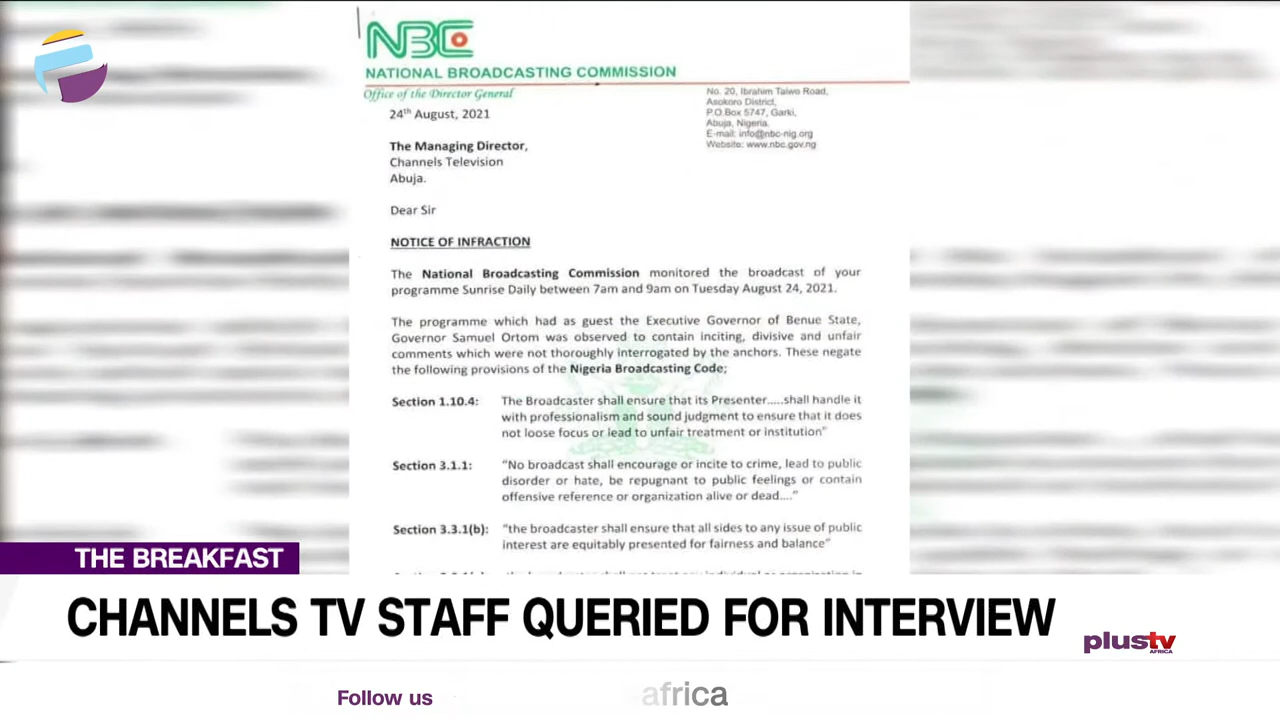 NBC
NATIONAL BROADCASTING COMMISSION
Office of the Director General
No. 20, Ibrahim Taiwo Road,
Asokoro District,
P.O.Box 5747, Garki,
Abuja, Nigeria.
E-mail: info@nbc-nig.org
Website: www.nbc.gov.ng
24th August, 2021
The Managing Director,
Channels Television
Abuja.
Dear Sir
NOTICE OF INFRACTION
The National Broadcasting Commission monitored the broadcast of your
programme Sunrise Daily between 7am and 9am on Tuesday August 24, 2021.
The programme which had as guest the Executive Governor of Benue State,
Governor Samuel Ortom was observed to contain inciting, divisive and unfair
comments which were not thoroughly interrogated by the anchors. These negate
the following provisions of the Nigeria Broadcasting Code;
Section 1.10.4: The Broadcaster shall ensure that its Presenter.....shall handle it
with professionalism and sound judgment to ensure that it does
not loose focus or lead to unfair treatment or institution"
Section 3.1.1: "No broadcast shall encourage or incite to crime, lead to public
disorder or hate, be repugnant to public feelings or contain
offensive reference or organization alive or dead...."
Section 3.3.1(b): "the broadcaster shall ensure that all sides to any issue of public
interest are equitably presented for fairness and balance"
THE BREAKFAST
CHANNELS TV STAFF QUERIED FOR INTERVIEW
plustv
AFRICA
Follow us
africa